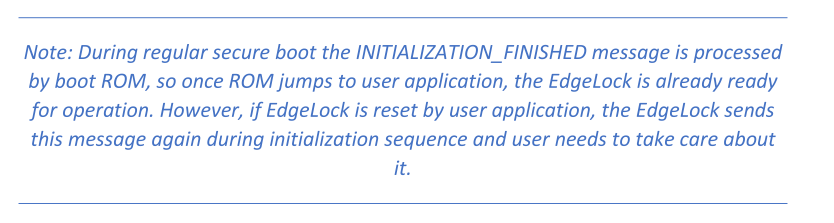 Note: During regular secure boot the INITIALIZATION_FINISHED message is processed
by boot ROM, so once ROM jumps to user application, the EdgeLock is already ready
for operation. However, if EdgeLock is reset by user application, the EdgeLock sends
this message again during initialization sequence and user needs to take care about
it.